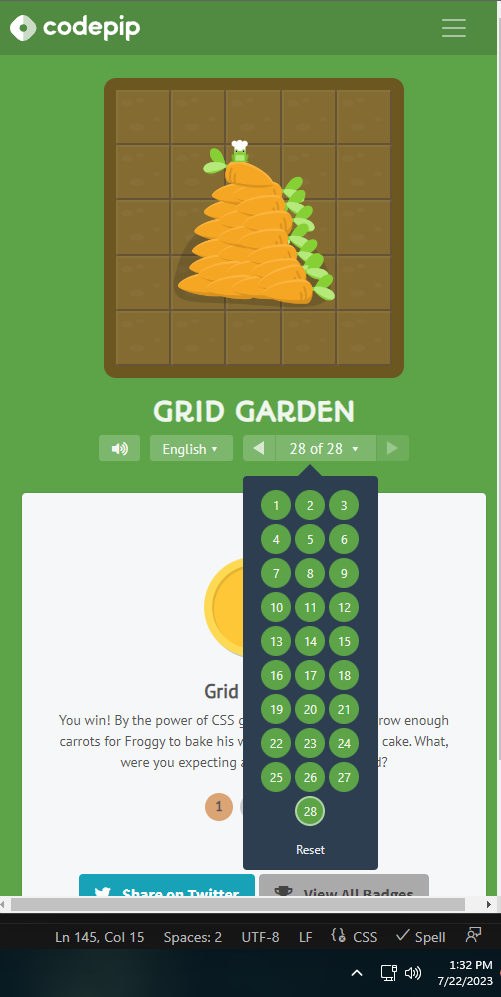 codepip
GRID GARDEN
English
28 of 28
1 2 3
4 5 6
7 8 9
10 11 12
13 14 15
16 17 18
19 20 21
22 23 24
25 26 27
28
Reset
Grid
You win! By the power of CSS g row enough
carrots for Froggy to bake his w cake. What,
were you expecting a d?
1
Share on Twitter View All Badges
Ln 145, Col 15 Spaces: 2 UTF-8 LF CSS Spell
1:32 PM
7/22/2023